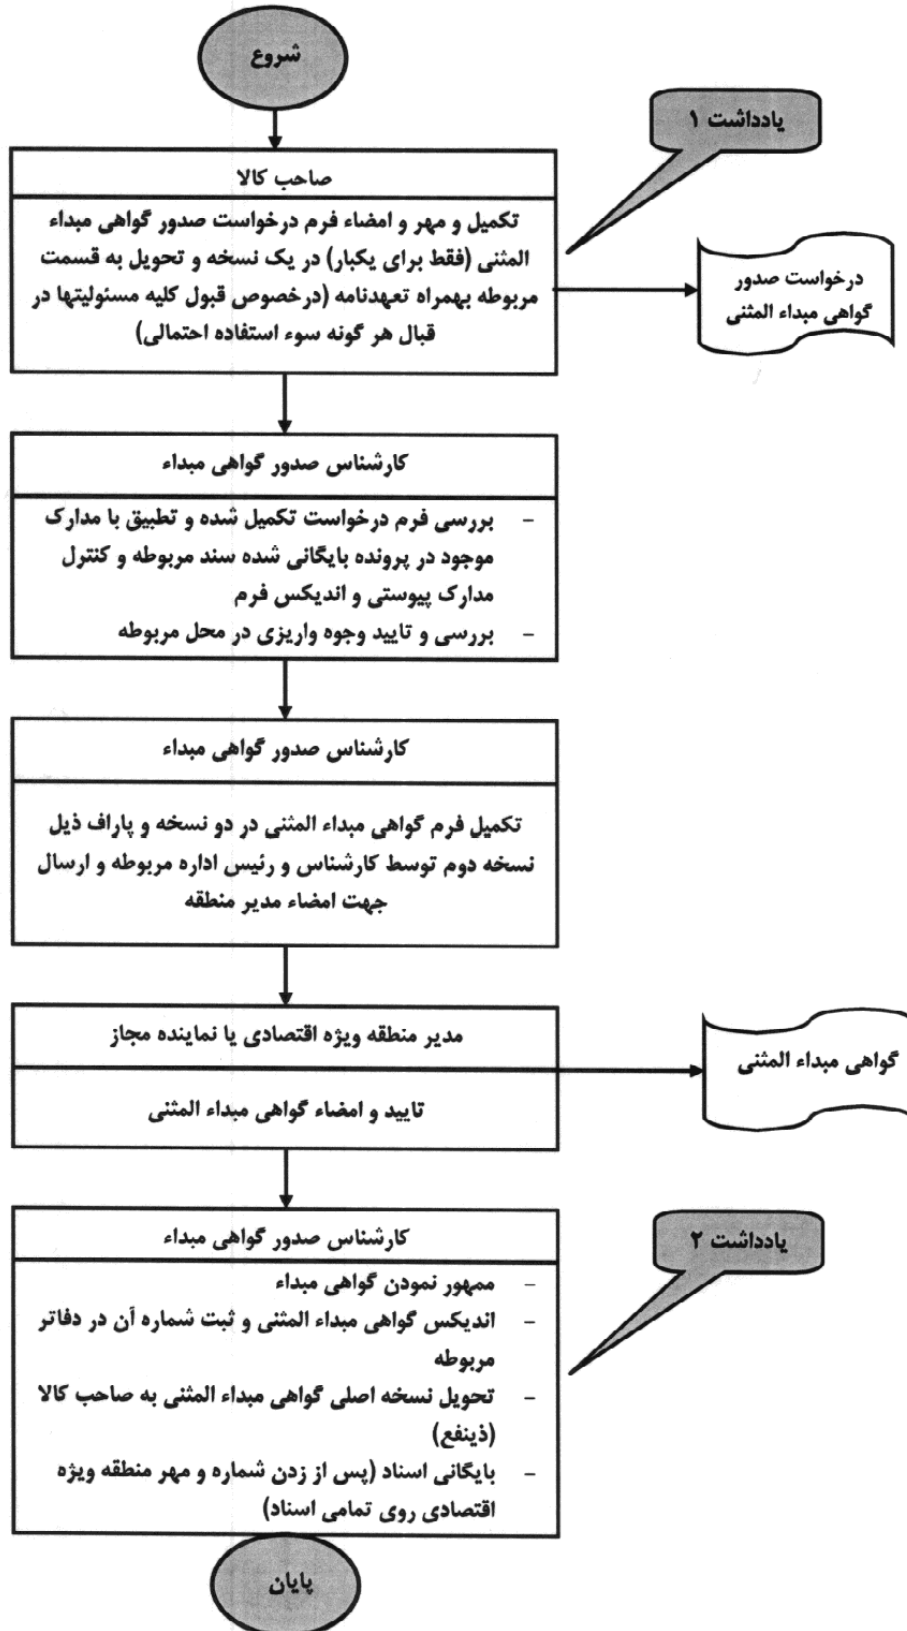 شروع
یادداشت ۱
صاحب کالا
تکمیل و مهر و امضاء فرم درخواست صدور گواهی مبداء
المثنی (فقط برای یکبار) در یک نسخه و تحویل به قسمت
مربوطه بهمراه تعهدنامه (درخصوص قبول کلیه مسئولیتها در
قبال هر گونه سوء استفاده احتمالی)
درخواست صدور
گواهی مبداء المثنی
کارشناس صدور گواهی مبداء
- بررسی فرم درخواست تکمیل شده و تطبیق با مدارک
موجود در پرونده بایگانی شده سند مربوطه و کنترل
مدارک پیوستی و اندیکس فرم
- بررسی و تایید وجوه واریزی در محل مربوطه
کارشناس صدور گواهی مبداء
تکمیل فرم گواهی مبداء المثنی در دو نسخه و پاراف ذیل
نسخه دوم توسط کارشناس و رئیس اداره مربوطه و ارسال
جهت امضاء مدیر منطقه
مدیر منطقه ویژه اقتصادی یا نماینده مجاز
تایید و امضاء گواهی مبداء المثنی
گواهی مبداء المثنی
کارشناس صدور گواهی مبداء
یادداشت ۲
- ممهور نمودن گواهی مبداء
- اندیکس گواهی مبداء المثنی و ثبت شماره آن در دفاتر
مربوطه
- تحویل نسخه اصلی گواهی مبداء المثنی به صاحب کالا
(ذینفع)
- بایگانی اسناد (پس از زدن شماره و مهر منطقه ویژه
اقتصادی روی تمامی اسناد)
پایان